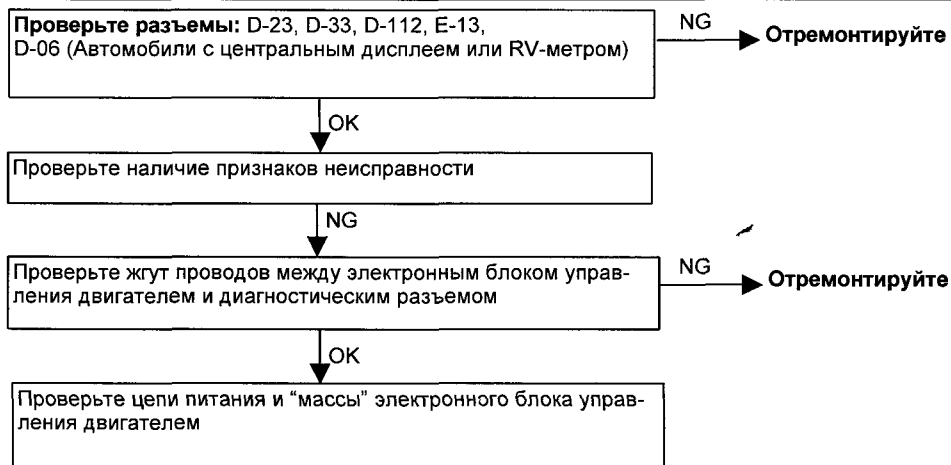 Проверьте разъемы: D-23, D-33, D-112, E-13,
D-06 (Автомобили с центральным дисплеем или RV-метром)
NG
Отремонтируйте
OK
Проверьте наличие признаков неисправности
NG
Проверьте жгут проводов между электронным блоком управ-
ления двигателем и диагностическим разъемом
NG
Отремонтируйте
OK
Проверьте цепи питания и “массы” электронного блока управ-
ления двигателем